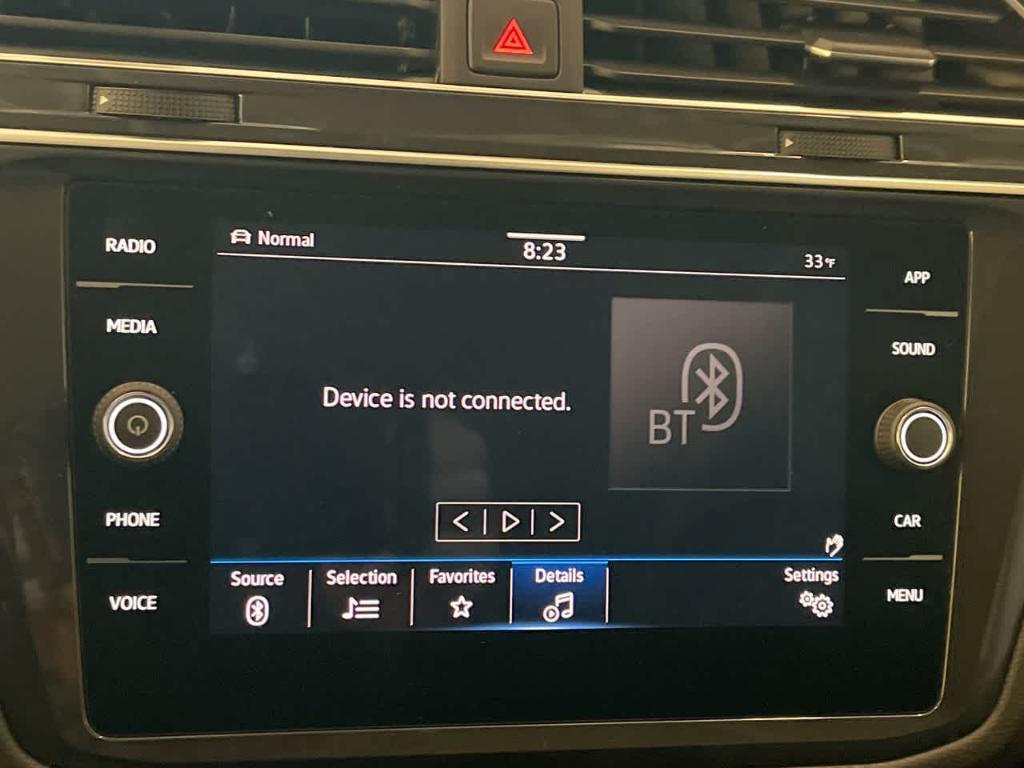 RADIO
MEDIA
PHONE
VOICE
Normal
8:23
33°F
Device is not connected.
BT
Source
Selection
Favorites
Details
Settings
APP
SOUND
CAR
MENU